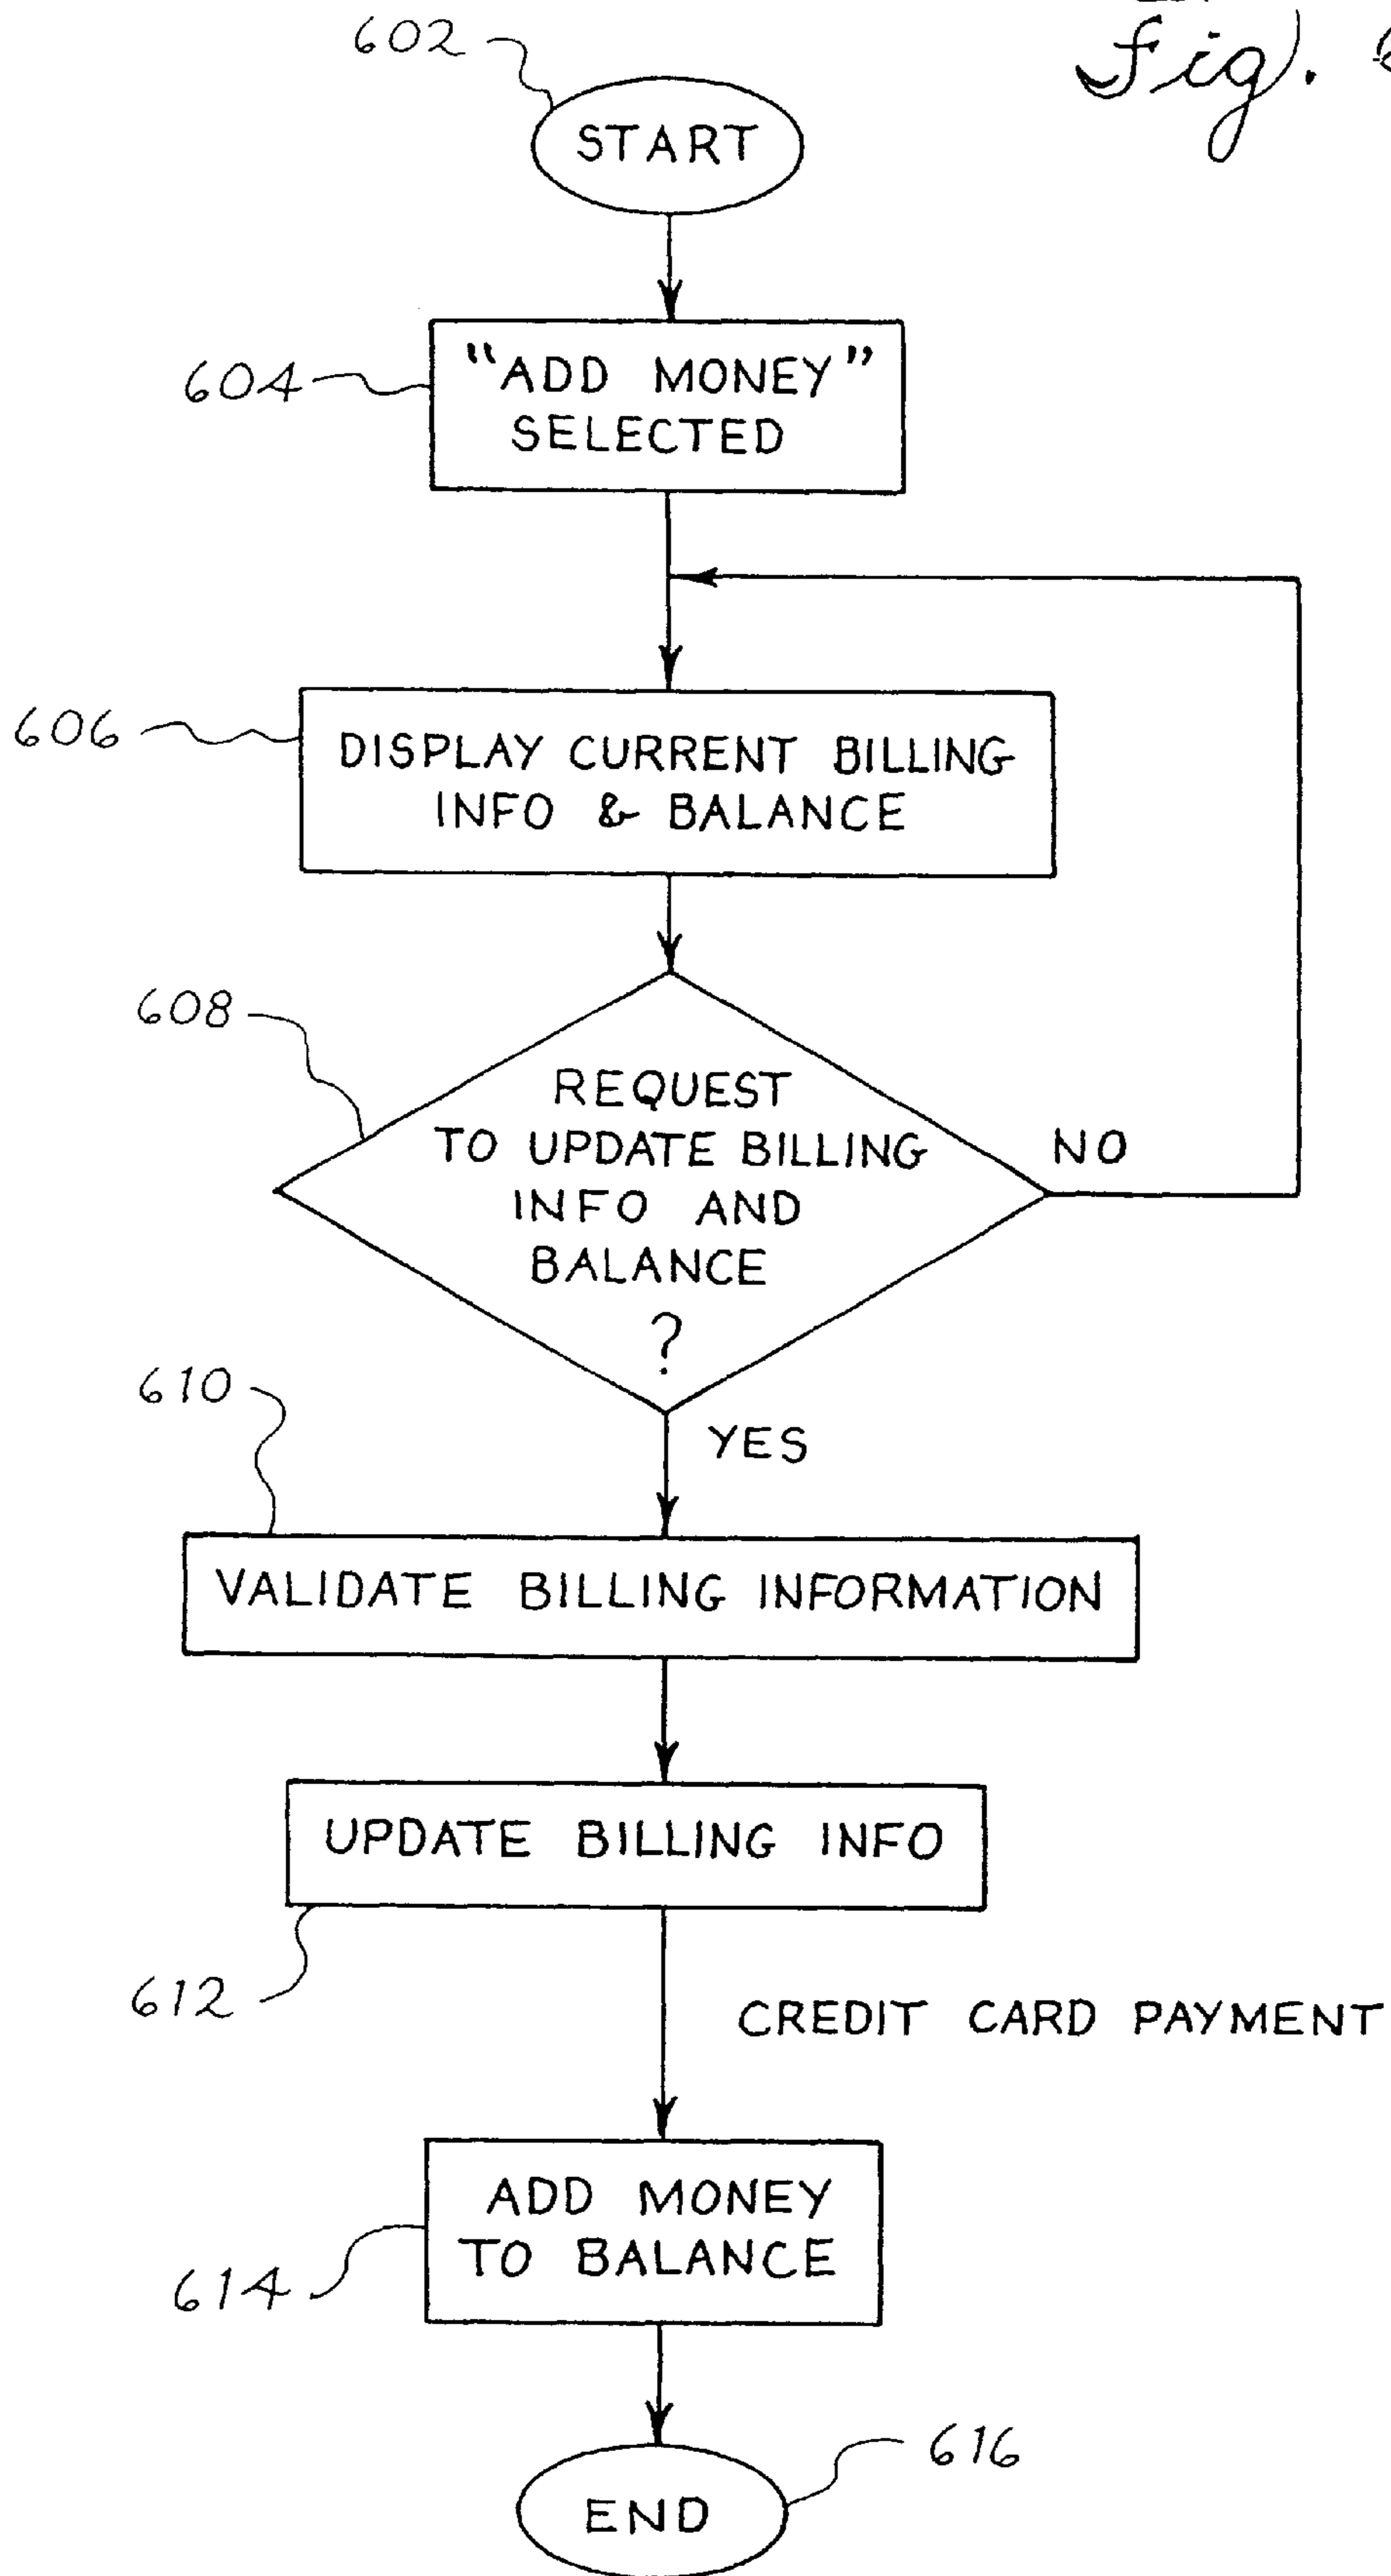 602
Fig. 6
START
604
"ADD MONEY"
SELECTED
606
DISPLAY CURRENT BILLING
INFO & BALANCE
608
REQUEST
TO UPDATE BILLING
INFO AND
BALANCE
?
NO
YES
610
VALIDATE BILLING INFORMATION
UPDATE BILLING INFO
612
CREDIT CARD PAYMENT
ADD MONEY
TO BALANCE
614
616
END